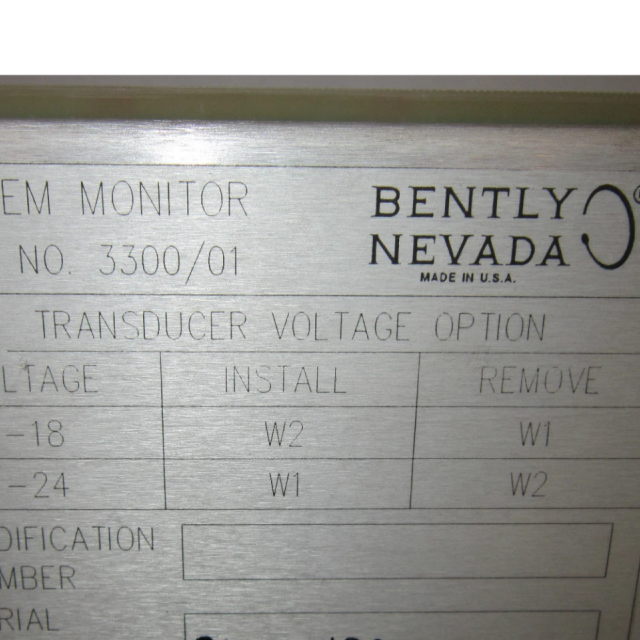 EM MONITOR
BENTLY
NEVADA
®
NO. 3300/01
MADE IN U.S.A.
TRANSDUCER VOLTAGE OPTION
LTAGE INSTALL REMOVE
-18 W2 W1
-24 W1 W2
DIFICATION
MBER
RIAL